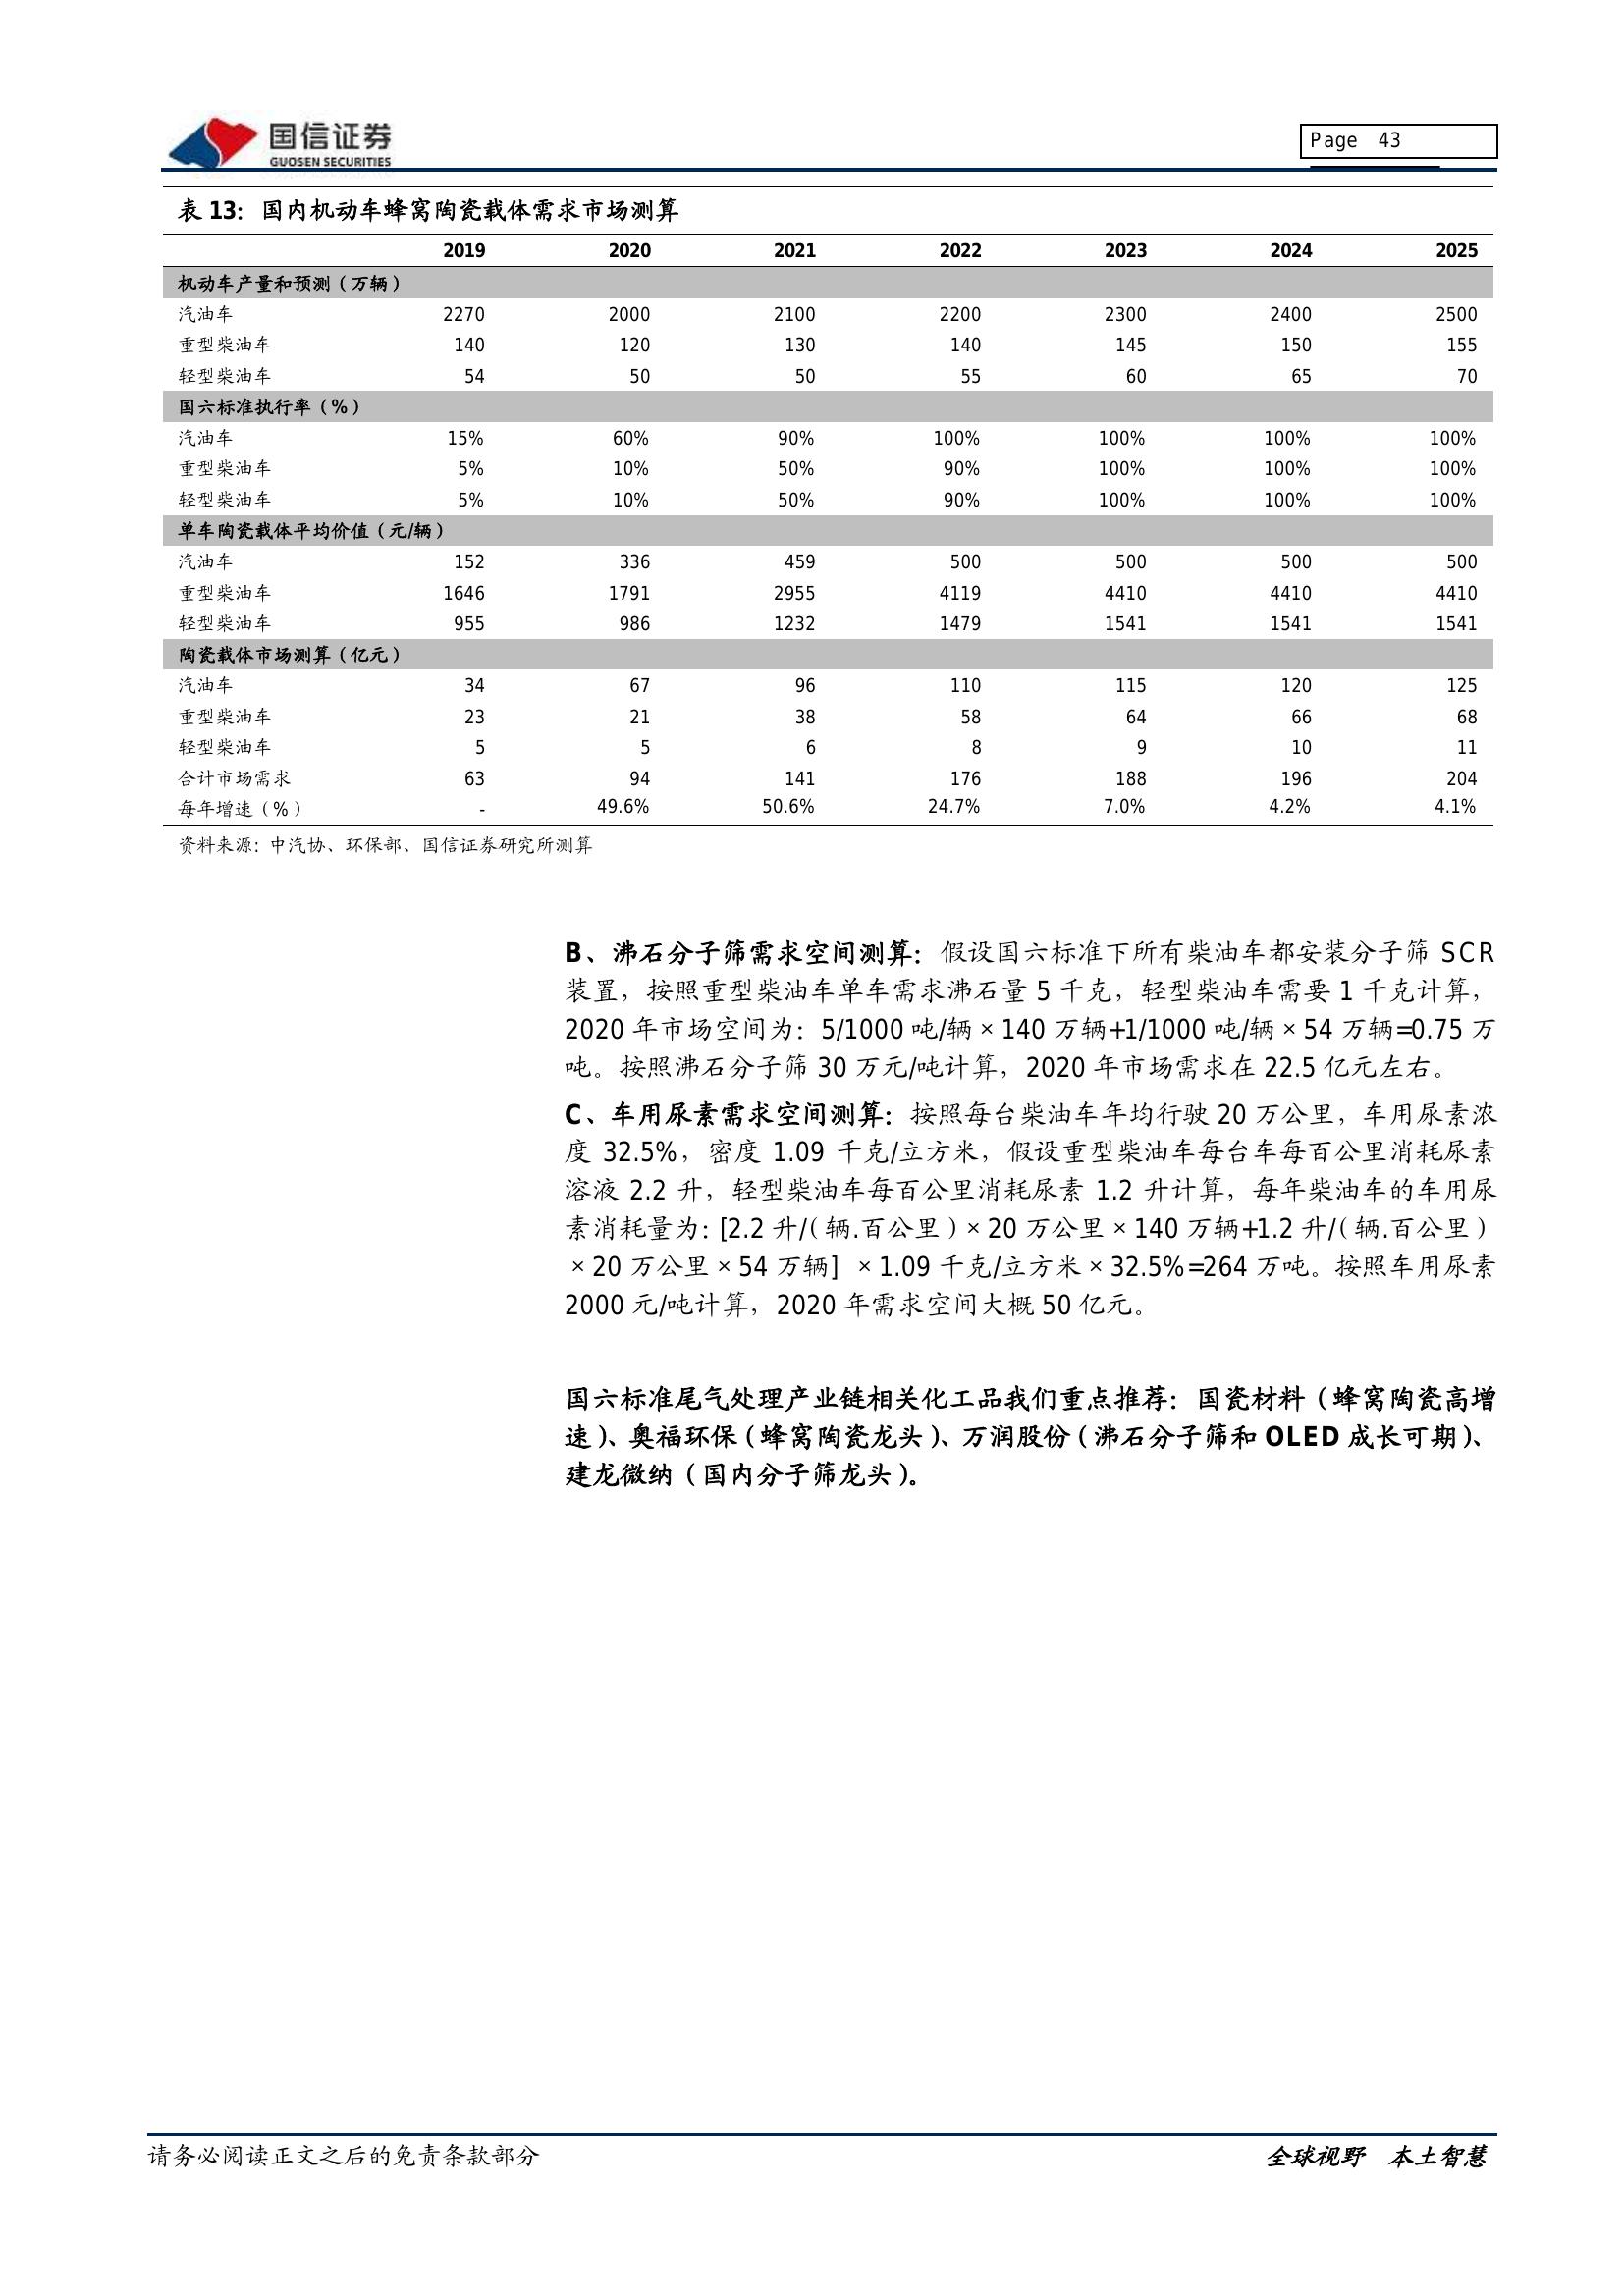 国信证券
GUOSEN SECURITIES
Page 43
表 13：国内机动车蜂窝陶瓷载体需求市场测算
2019 2020 2021 2022 2023 2024 2025
机动车产量和预测（万辆）
汽油车 2270 2000 2100 2200 2300 2400 2500
重型柴油车 140 120 130 140 145 150 155
轻型柴油车 54 50 50 55 60 65 70
国六标准执行率（%）
汽油车 15% 60% 90% 100% 100% 100% 100%
重型柴油车 5% 10% 50% 90% 100% 100% 100%
轻型柴油车 5% 10% 50% 90% 100% 100% 100%
单车陶瓷载体平均价值（元/辆）
汽油车 152 336 459 500 500 500 500
重型柴油车 1646 1791 2955 4119 4410 4410 4410
轻型柴油车 955 986 1232 1479 1541 1541 1541
陶瓷载体市场测算（亿元）
汽油车 34 67 96 110 115 120 125
重型柴油车 23 21 38 58 64 66 68
轻型柴油车 5 5 6 8 9 10 11
合计市场需求 63 94 141 176 188 196 204
每年增速（%） - 49.6% 50.6% 24.7% 7.0% 4.2% 4.1%
资料来源：中汽协、环保部、国信证券研究所测算
B、沸石分子筛需求空间测算：假设国六标准下所有柴油车都安装分子筛 SCR
装置，按照重型柴油车单车需求沸石量 5 千克，轻型柴油车需要 1 千克计算，
2020 年市场空间为：5/1000 吨/辆×140 万辆+1/1000 吨/辆×54 万辆=0.75 万
吨。按照沸石分子筛 30 万元/吨计算，2020 年市场需求在 22.5 亿元左右。
C、车用尿素需求空间测算：按照每台柴油车年均行驶 20 万公里，车用尿素浓
度 32.5%，密度 1.09 千克/立方米，假设重型柴油车每台车每百公里消耗尿素
溶液 2.2 升，轻型柴油车每百公里消耗尿素 1.2 升计算，每年柴油车的车用尿
素消耗量为：[2.2 升/（辆.百公里）×20 万公里×140 万辆+1.2 升/（辆.百公里）
×20 万公里×54 万辆] ×1.09 千克/立方米×32.5%=264 万吨。按照车用尿素
2000 元/吨计算，2020 年需求空间大概 50 亿元。
国六标准尾气处理产业链相关化工品我们重点推荐：国瓷材料（蜂窝陶瓷高增
速）、奥福环保（蜂窝陶瓷龙头）、万润股份（沸石分子筛和 OLED 成长可期）、
建龙微纳（国内分子筛龙头）。
请务必阅读正文之后的免责条款部分 全球视野 本土智慧